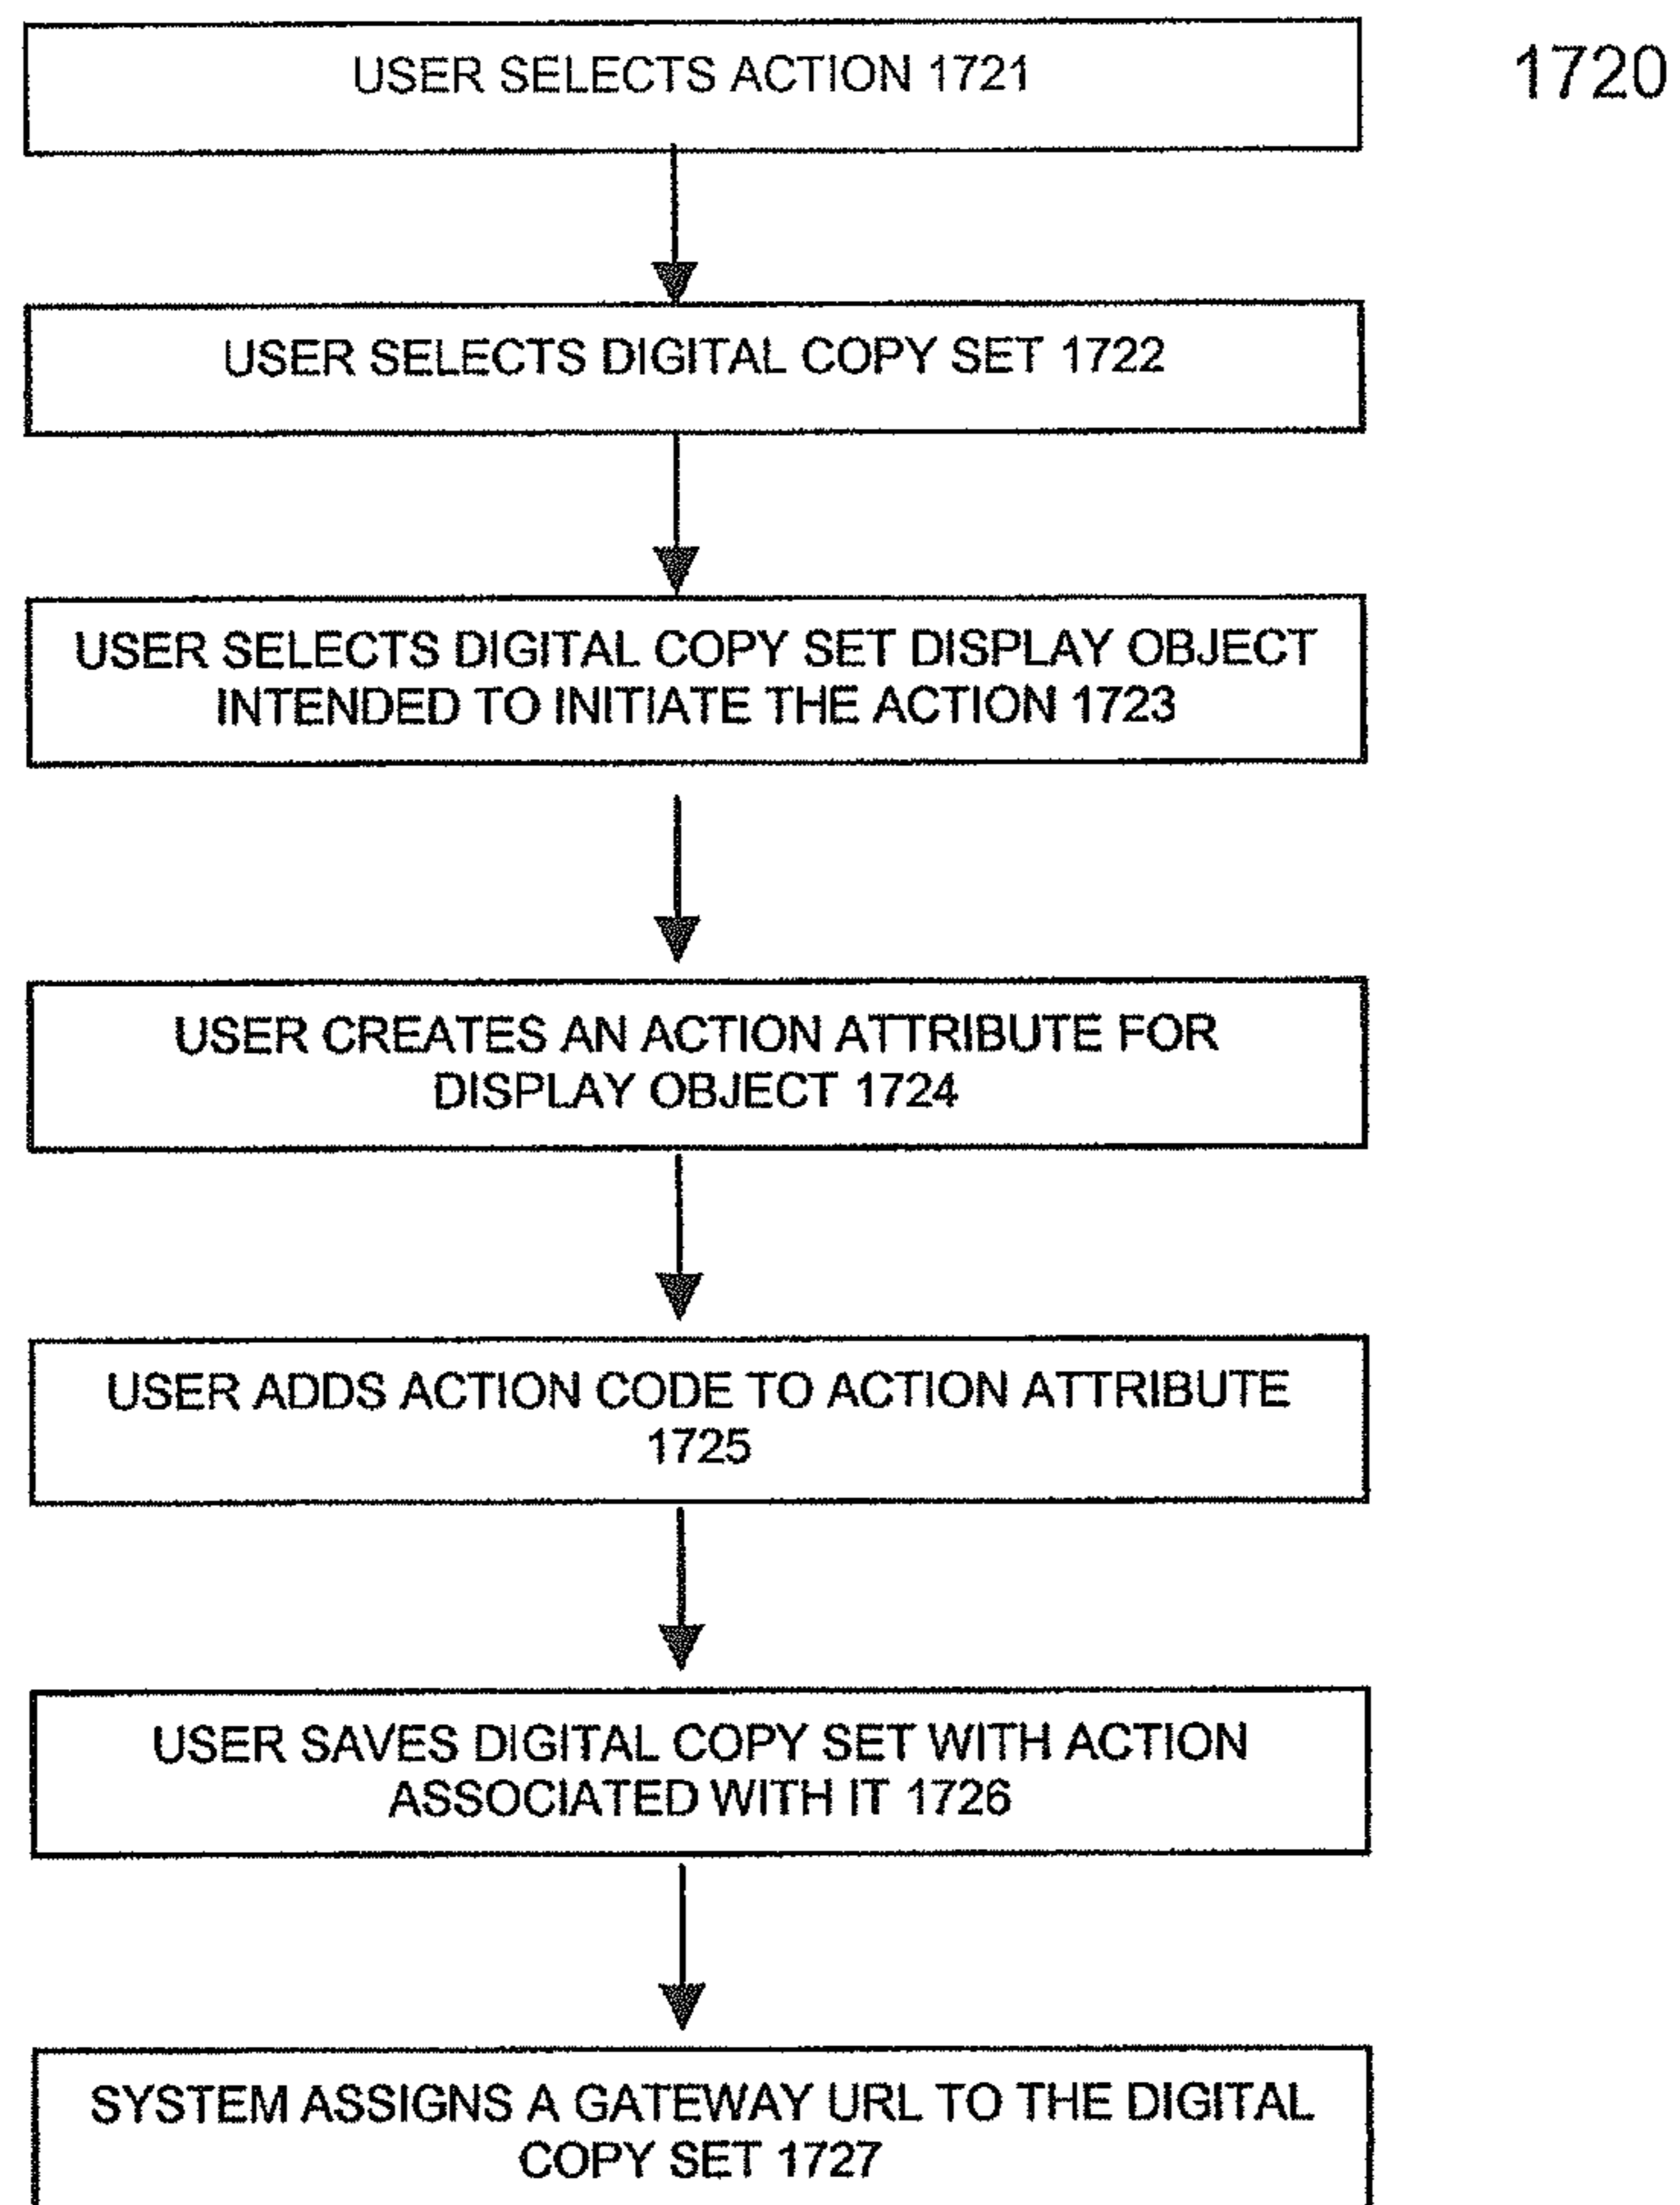 USER SELECTS ACTION 1721
1720
USER SELECTS DIGITAL COPY SET 1722
USER SELECTS DIGITAL COPY SET DISPLAY OBJECT
INTENDED TO INITIATE THE ACTION 1723
USER CREATES AN ACTION ATTRIBUTE FOR
DISPLAY OBJECT 1724
USER ADDS ACTION CODE TO ACTION ATTRIBUTE
1725
USER SAVES DIGITAL COPY SET WITH ACTION
ASSOCIATED WITH IT 1726
SYSTEM ASSIGNS A GATEWAY URL TO THE DIGITAL
COPY SET 1727